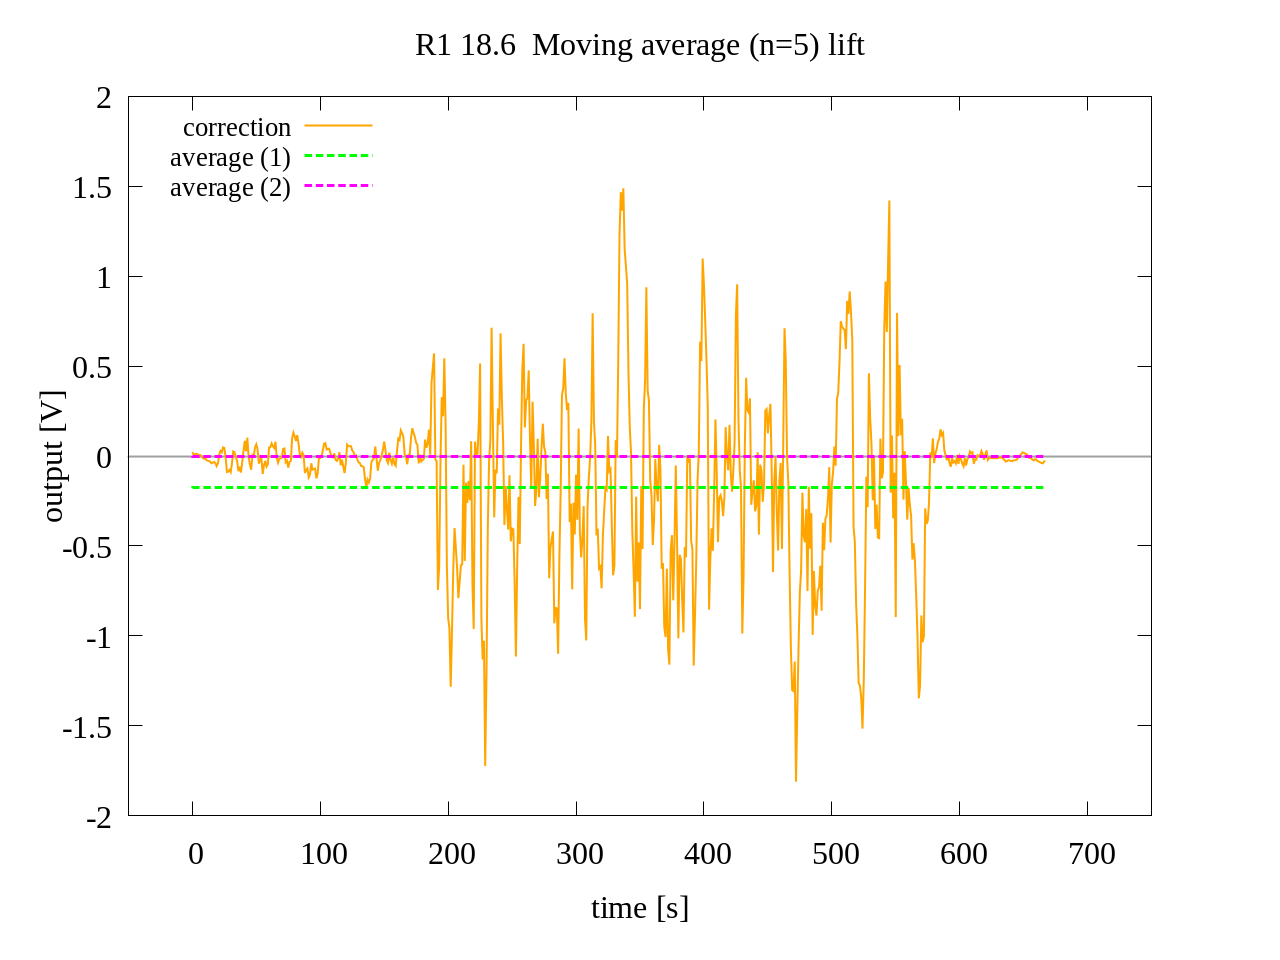 R1 18.6  Moving average (n=5) lift
correction
average (1)
average (2)
output [V]
2
1.5
1
0.5
0
-0.5
-1
-1.5
-2
0 100 200 300 400 500 600 700
time [s]